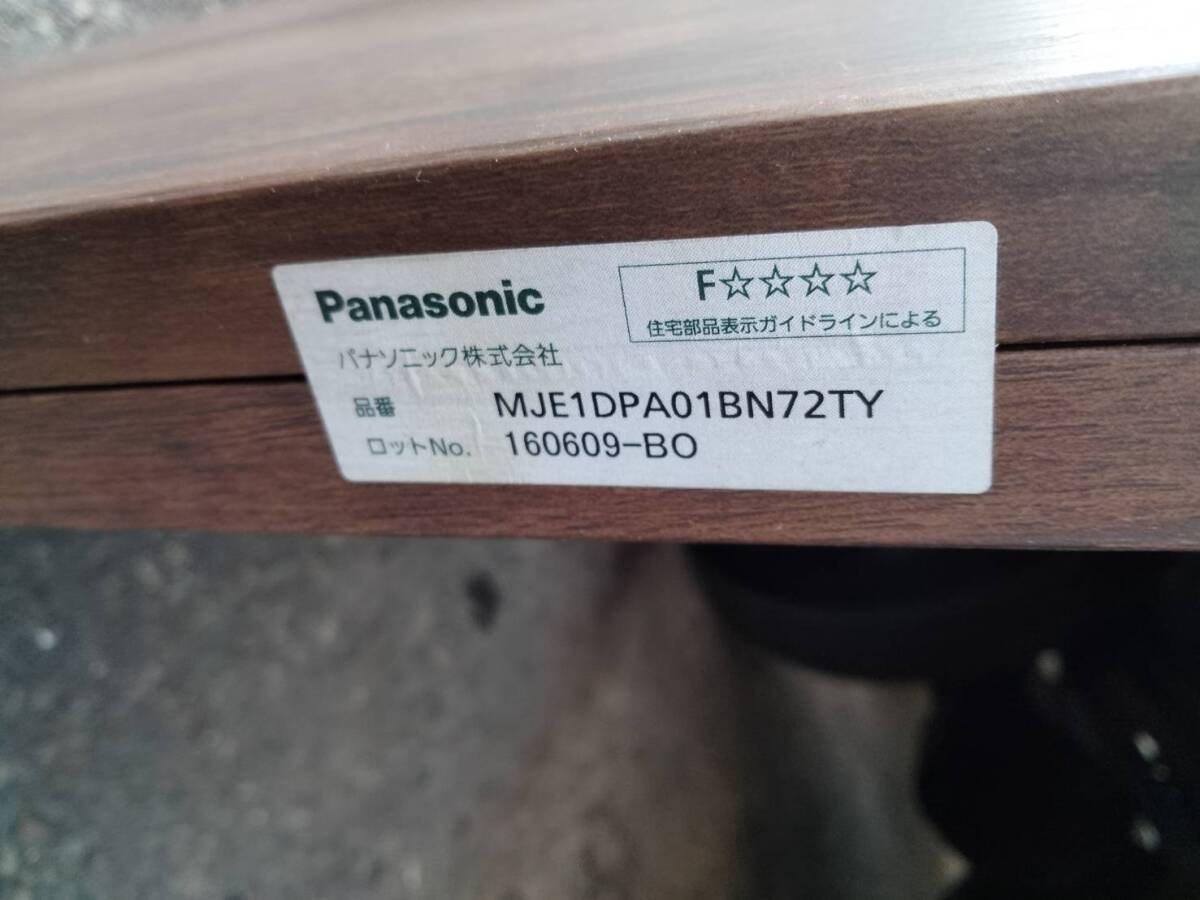 Panasonic
F☆☆☆☆
住宅部品表示ガイドラインによる
パナソニック株式会社
品番 MJE1DPA01BN72TY
ロットNo. 160609-BO